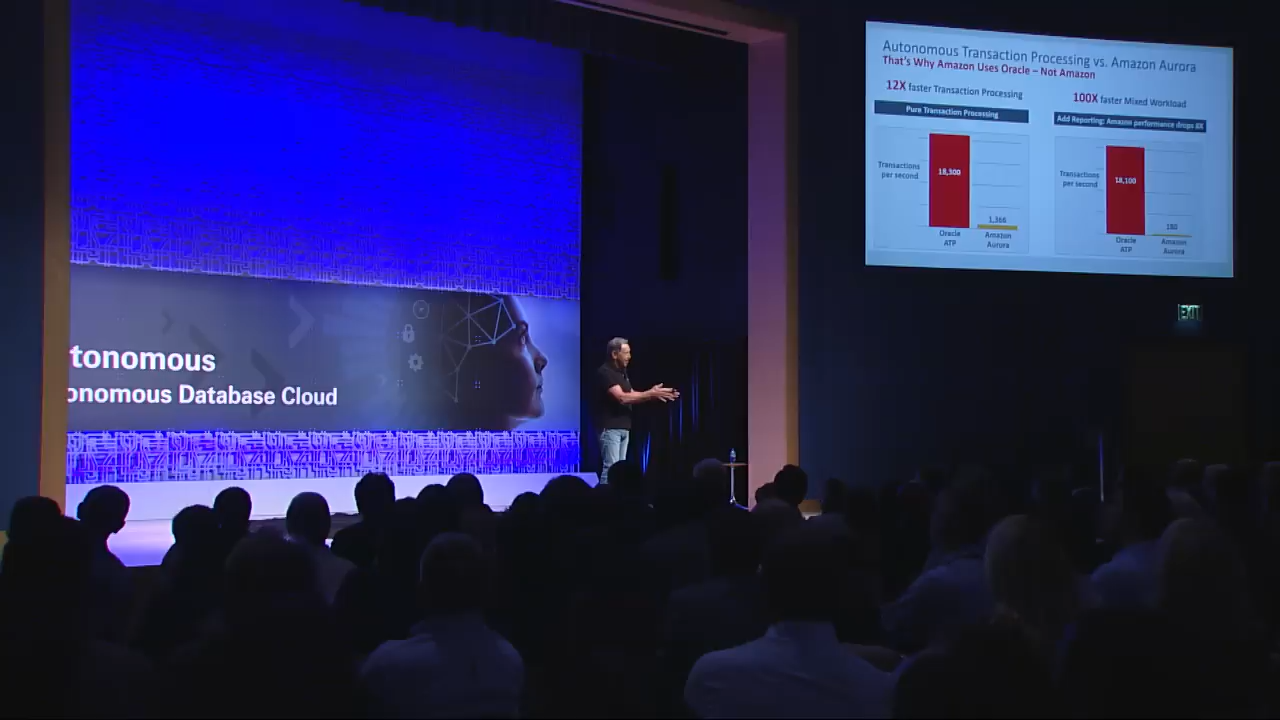 tonomous
onomous Database Cloud
Autonomous Transaction Processing vs. Amazon Aurora
That's Why Amazon Uses Oracle – Not Amazon
12X faster Transaction Processing
Pure Transaction Processing
Transactions
per second
18,300
1,366
Oracle
ATP
Amazon
Aurora
100X faster Mixed Workload
Add Reporting: Amazon performance drops 8X
Transactions
per second
18,100
180
Oracle
ATP
Amazon
Aurora
EXIT